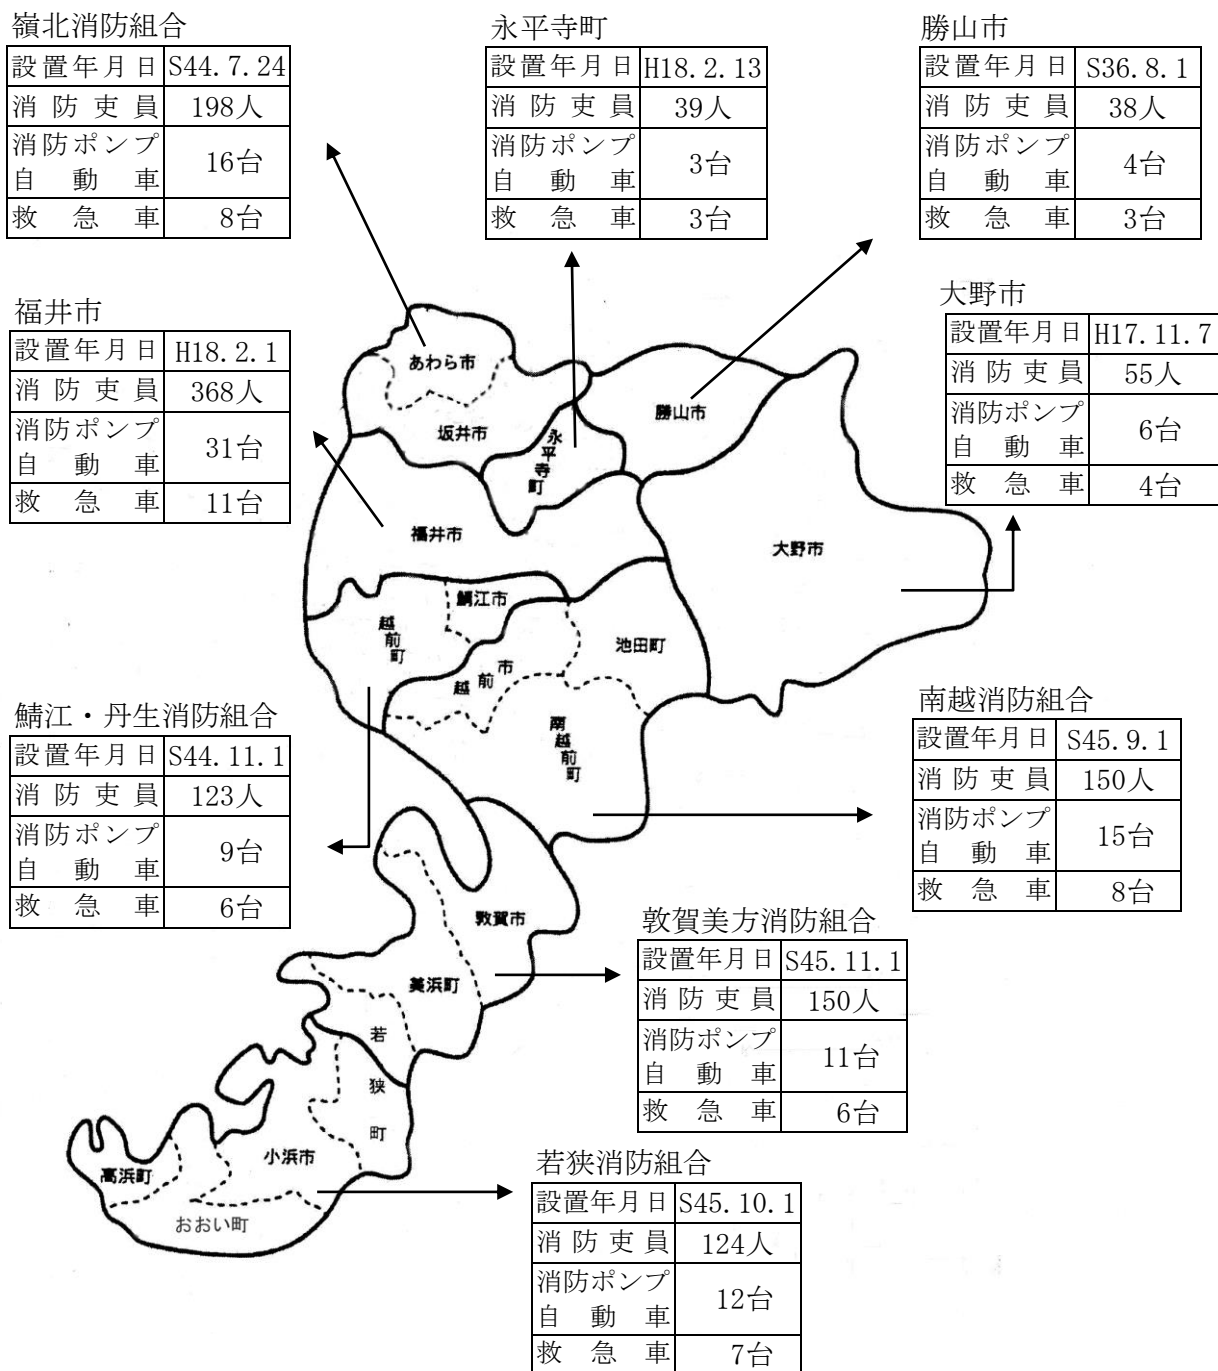 嶺北消防組合
設置年月日 S44.7.24
消防吏員 198人
消防ポンプ
自動車 16台
救急車 8台
永平寺町
設置年月日 H18.2.13
消防吏員 39人
消防ポンプ
自動車 3台
救急車 3台
勝山市
設置年月日 S36.8.1
消防吏員 38人
消防ポンプ
自動車 4台
救急車 3台
福井市
設置年月日 H18.2.1
消防吏員 368人
消防ポンプ
自動車 31台
救急車 11台
大野市
設置年月日 H17.11.7
消防吏員 55人
消防ポンプ
自動車 6台
救急車 4台
あわら市
坂井市
永平寺町
勝山市
福井市
大野市
鯖江市
越前町
越前市
池田町
南越前町
鯖江・丹生消防組合
設置年月日 S44.11.1
消防吏員 123人
消防ポンプ
自動車 9台
救急車 6台
南越消防組合
設置年月日 S45.9.1
消防吏員 150人
消防ポンプ
自動車 15台
救急車 8台
敦賀市
美浜町
若狭町
小浜市
高浜町
おおい町
敦賀美方消防組合
設置年月日 S45.11.1
消防吏員 150人
消防ポンプ
自動車 11台
救急車 6台
若狭消防組合
設置年月日 S45.10.1
消防吏員 124人
消防ポンプ
自動車 12台
救急車 7台